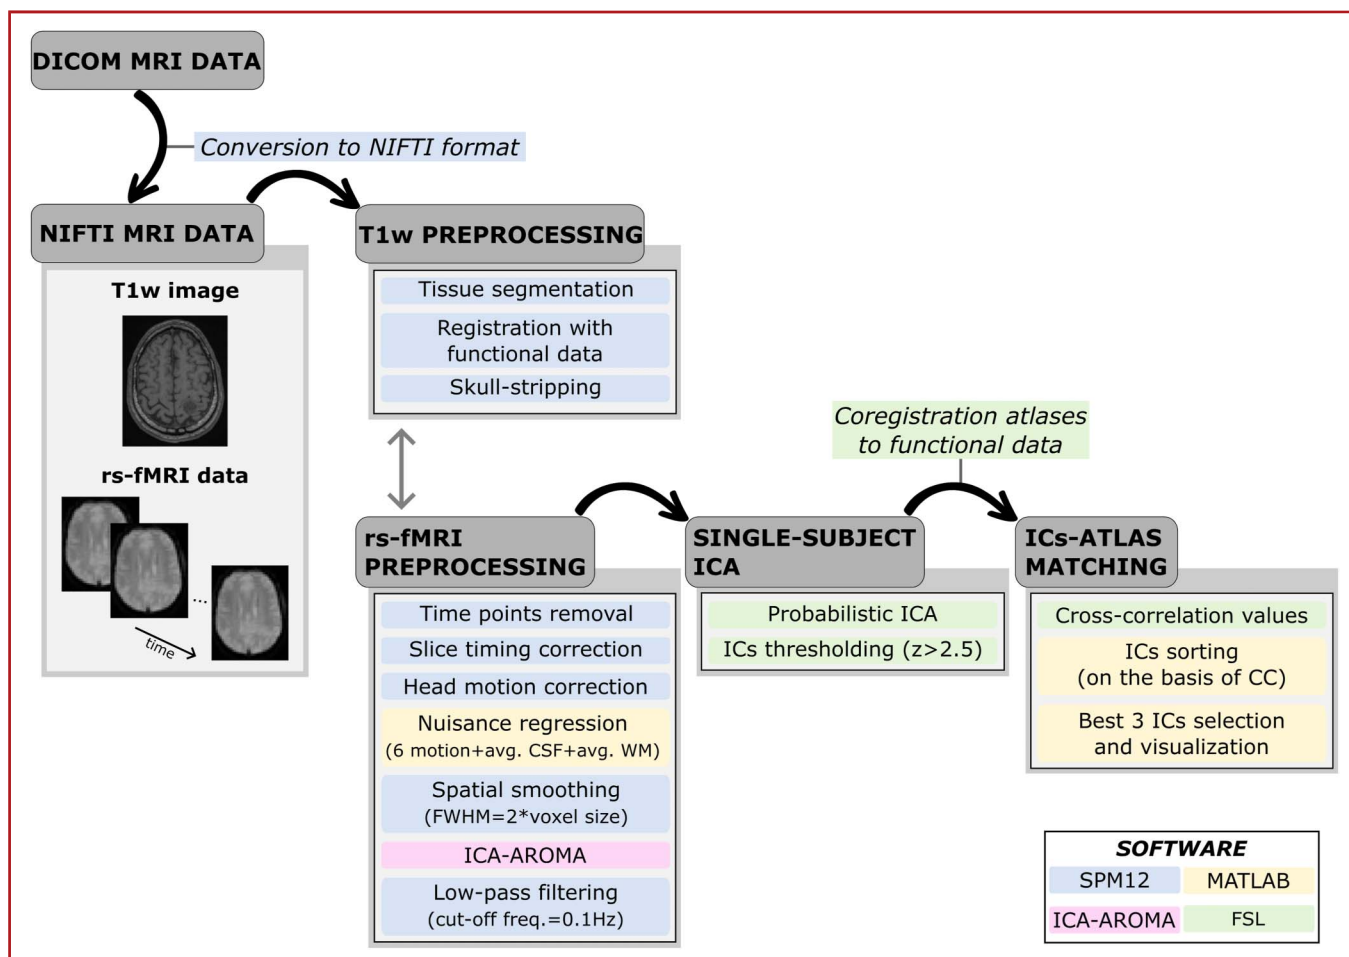 DICOM MRI DATA
Conversion to NIFTI format
NIFTI MRI DATA
T1w image
rs-fMRI data
...
time
T1w PREPROCESSING
Tissue segmentation
Registration with
functional data
Skull-stripping
rs-fMRI
PREPROCESSING
Time points removal
Slice timing correction
Head motion correction
Nuisance regression
(6 motion+avg. CSF+avg. WM)
Spatial smoothing
(FWHM=2*voxel size)
ICA-AROMA
Low-pass filtering
(cut-off freq.=0.1Hz)
SINGLE-SUBJECT
ICA
Probabilistic ICA
ICs thresholding (z>2.5)
Coregistration atlases
to functional data
ICs-ATLAS
MATCHING
Cross-correlation values
ICs sorting
(on the basis of CC)
Best 3 ICs selection
and visualization
SOFTWARE
SPM12 MATLAB
ICA-AROMA FSL